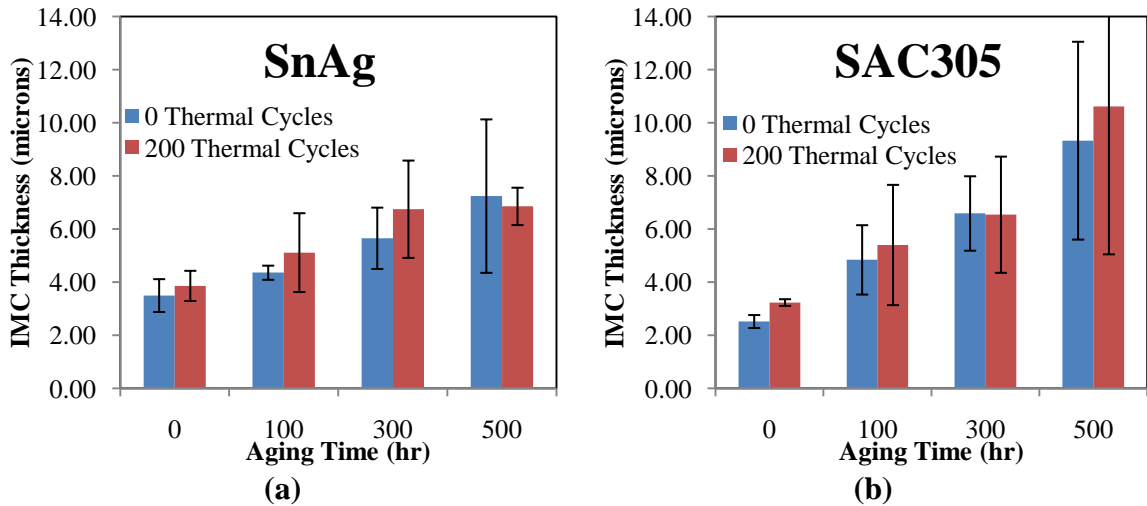 SnAg
0 Thermal Cycles
200 Thermal Cycles
IMC Thickness (microns)
14.00
12.00
10.00
8.00
6.00
4.00
2.00
0.00
0 100 300 500
Aging Time (hr)
(a)
SAC305
0 Thermal Cycles
200 Thermal Cycles
IMC Thickness (microns)
14.00
12.00
10.00
8.00
6.00
4.00
2.00
0.00
0 100 300 500
Aging Time (hr)
(b)